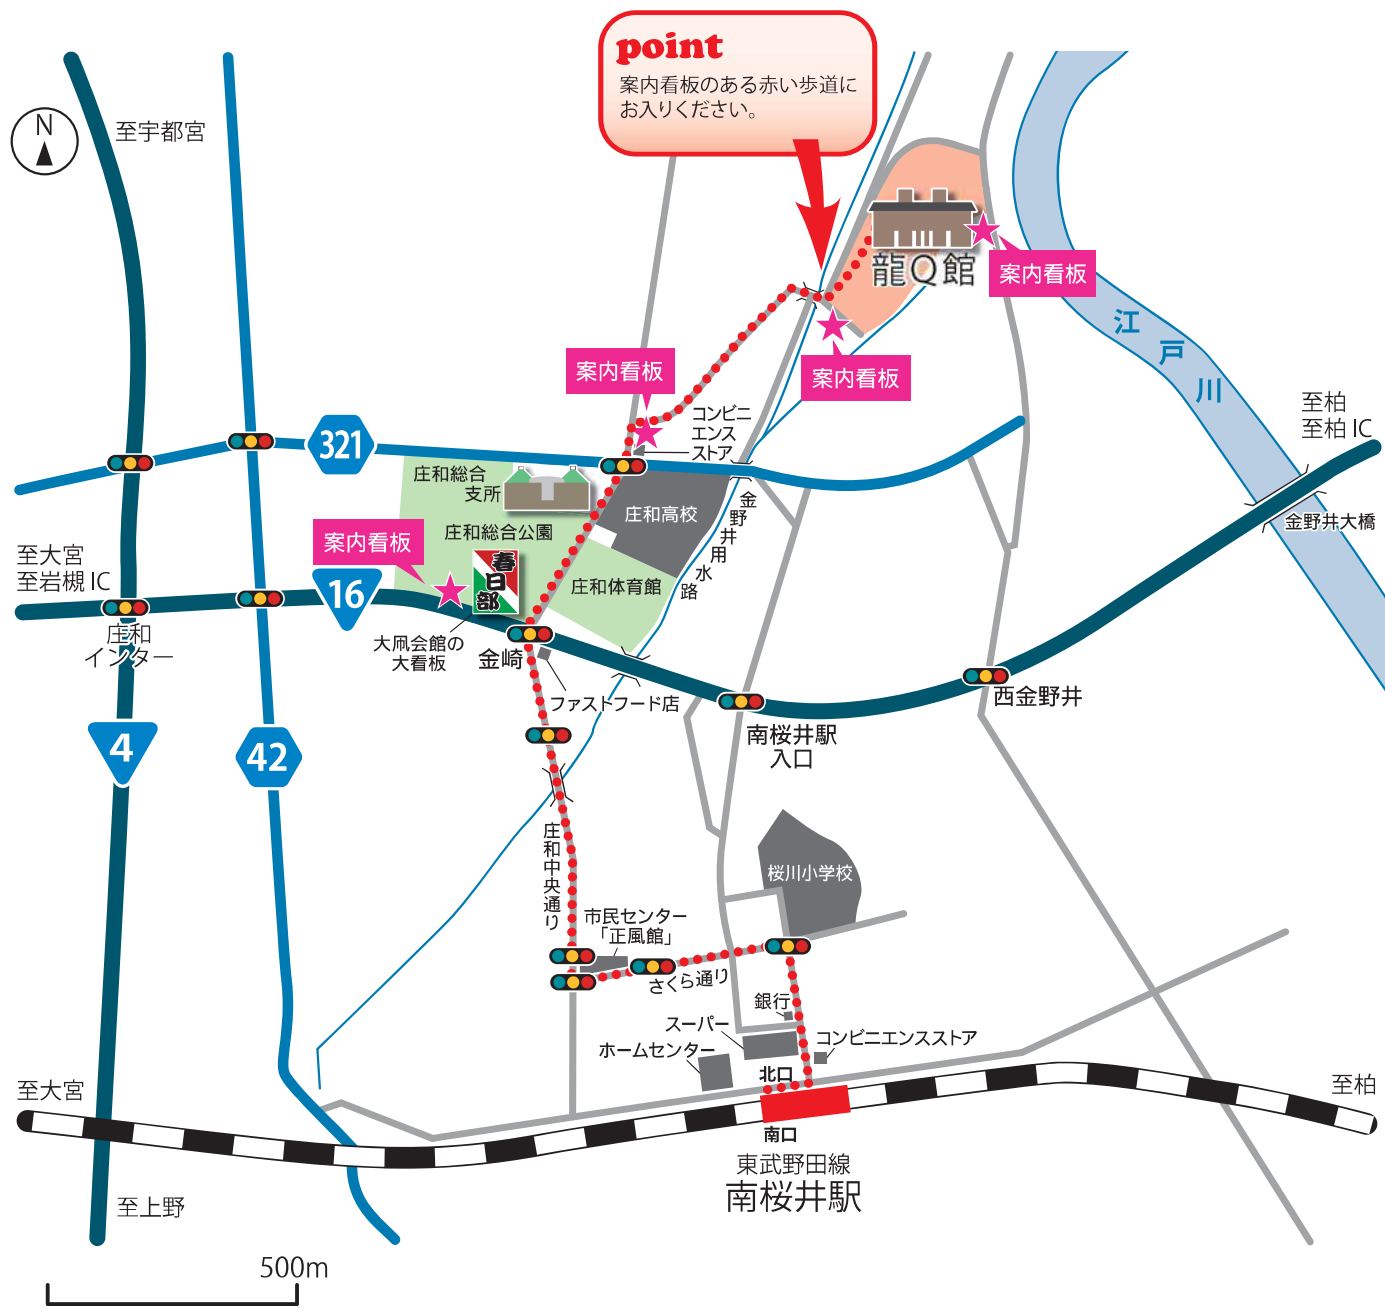 point
案内看板のある赤い歩道に
お入りください。
N
至宇都宮
龍Q館
案内看板
江戸川
案内看板
案内看板
至柏
至柏IC
コンビニ
エンス
ストア
321
庄和総合
支所
庄和高校
金野井用水路
金野井大橋
案内看板
庄和総合公園
春日部
至大宮
至岩槻IC
16
庄和体育館
庄和
インター
大凧会館の
大看板
金崎
ファストフード店
西金野井
南桜井駅
入口
4
42
庄和中央通り
桜川小学校
市民センター
「正風館」
さくら通り
銀行
スーパー
コンビニエンスストア
ホームセンター
北口
至大宮
至柏
南口
東武野田線
南桜井駅
至上野
500m